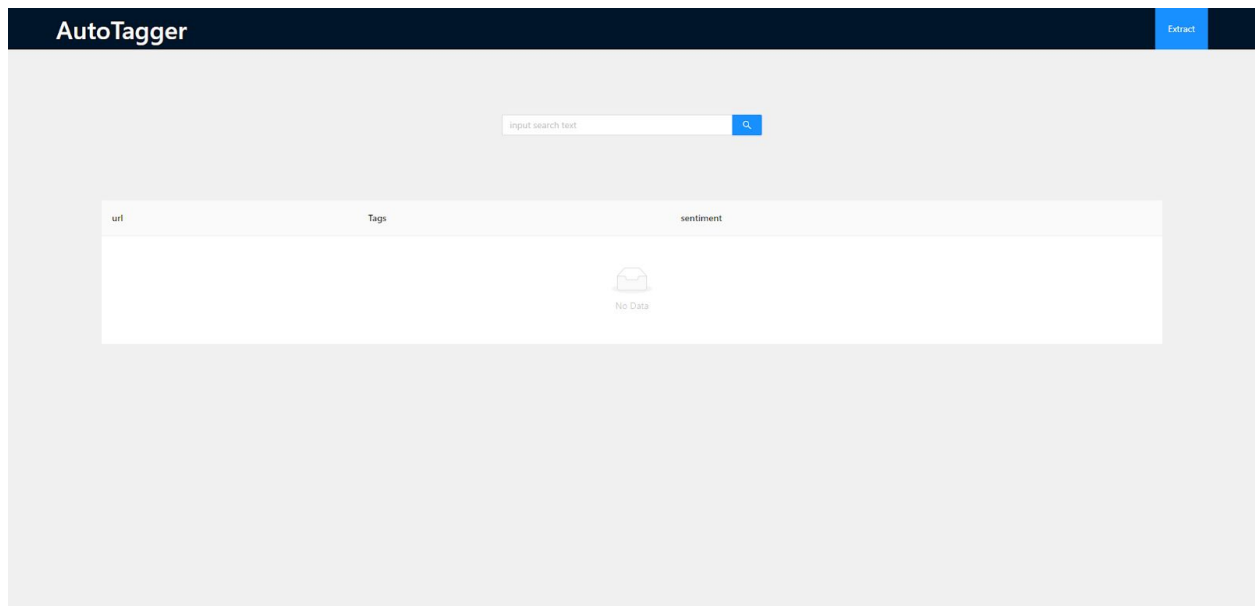 AutoTagger
Extract
input search text
url Tags sentiment
No Data